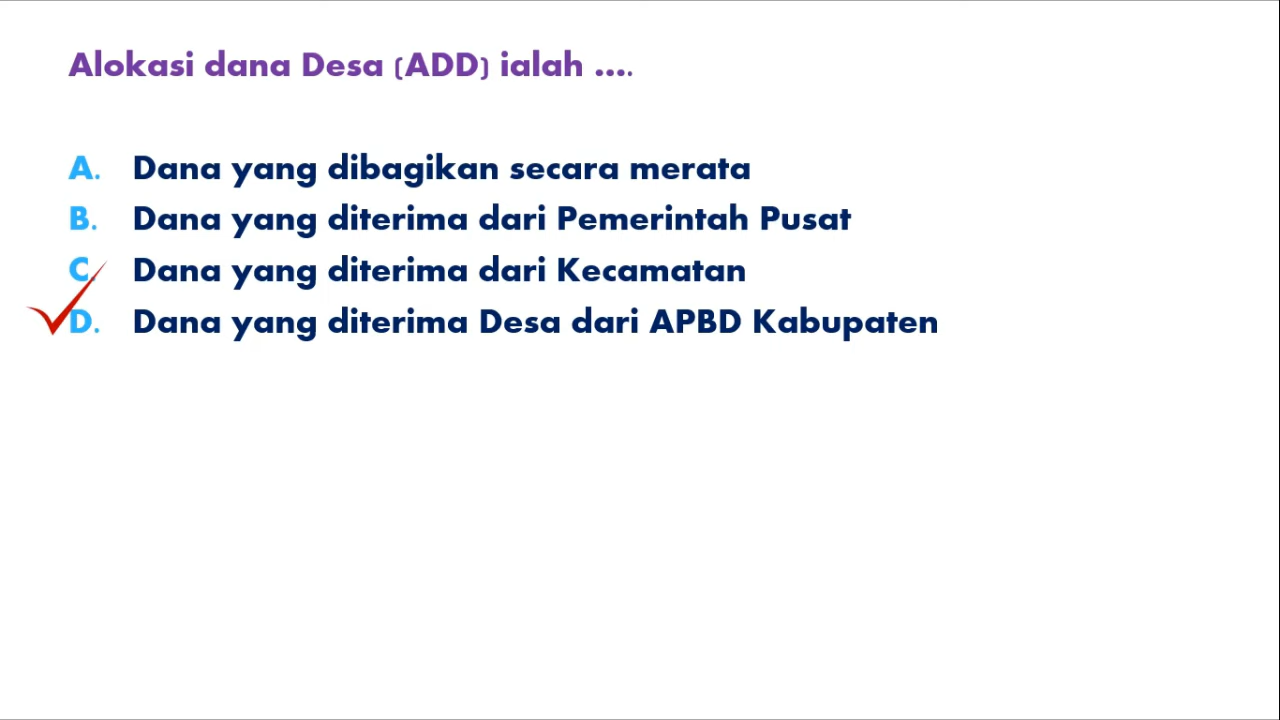 Alokasi dana Desa (ADD) ialah ....
A. Dana yang dibagikan secara merata
B. Dana yang diterima dari Pemerintah Pusat
C. Dana yang diterima dari Kecamatan
D. Dana yang diterima Desa dari APBD Kabupaten